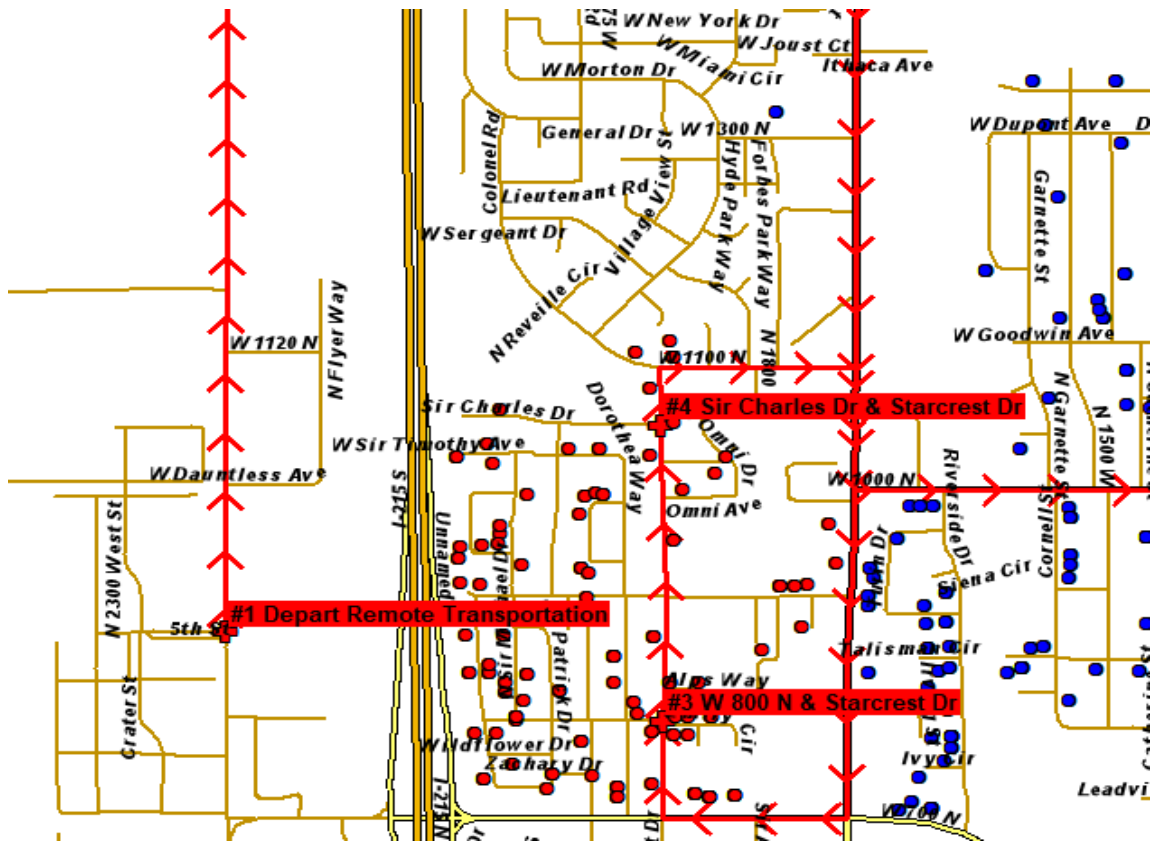 W New York Dr
W Joust Ct
W Miami Cir
Ithaca Ave
W Morton Dr
General Dr
W 1300 N
W Dupont Ave
Colonel Rd
Lieutenant Rd
Village View St
Hyde Park Way
Forbes Park Way
Garnette St
W Sergeant Dr
N Reveille Cir
N Flyer Way
W 1120 N
W 1100 N
N 1800
W Goodwin Ave
N Garnette St
N 1500 W
Sir Charles Dr
#4 Sir Charles Dr & Starcrest Dr
Dorothea Way
Omni Dr
W Sir Timothy Ave
W Dauntless Ave
W 1000 N
Omni Ave
I-215 S
Unnamed
Riverside Dr
N 2300 West St
Cornell St
Siena Cir
#1 Depart Remote Transportation
5th St
Patrick Dr
Talisman Cir
Alps Way
#3 W 800 N & Starcrest Dr
Crater St
Cir
Wildflower Dr
Zachary Dr
Ivy Cir
I-215 N
W 700 N
Leadvi